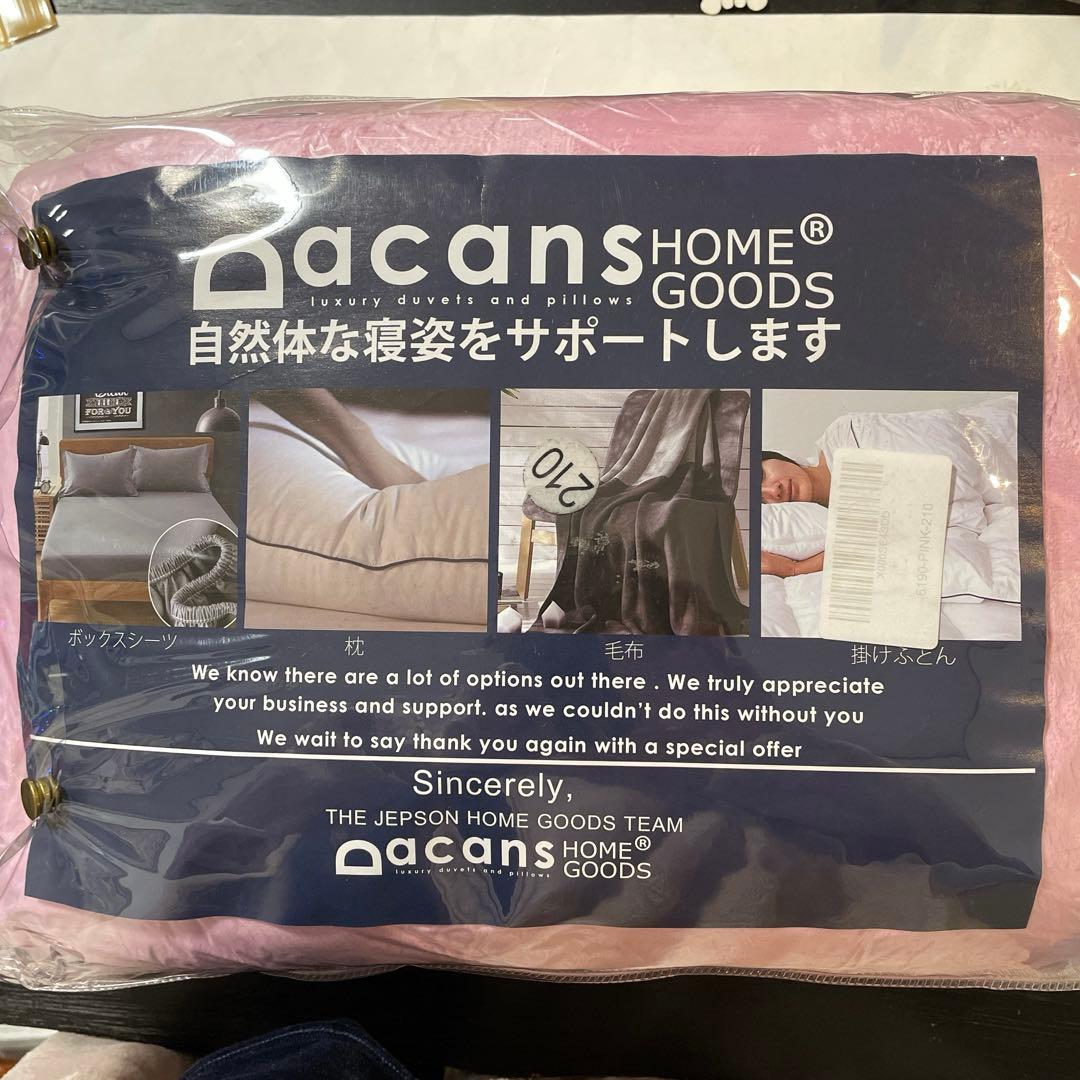 Dacans HOME GOODS®
luxury duvets and pillows
自然体な寝姿をサポートします
FOR YOU
210
6190-PINK-210
ボックスシーツ
枕
毛布
掛けふとん
We know there are a lot of options out there . We truly appreciate
your business and support. as we couldn't do this without you
We wait to say thank you again with a special offer
Sincerely,
THE JEPSON HOME GOODS TEAM
Dacans HOME GOODS®
luxury duvets and pillows